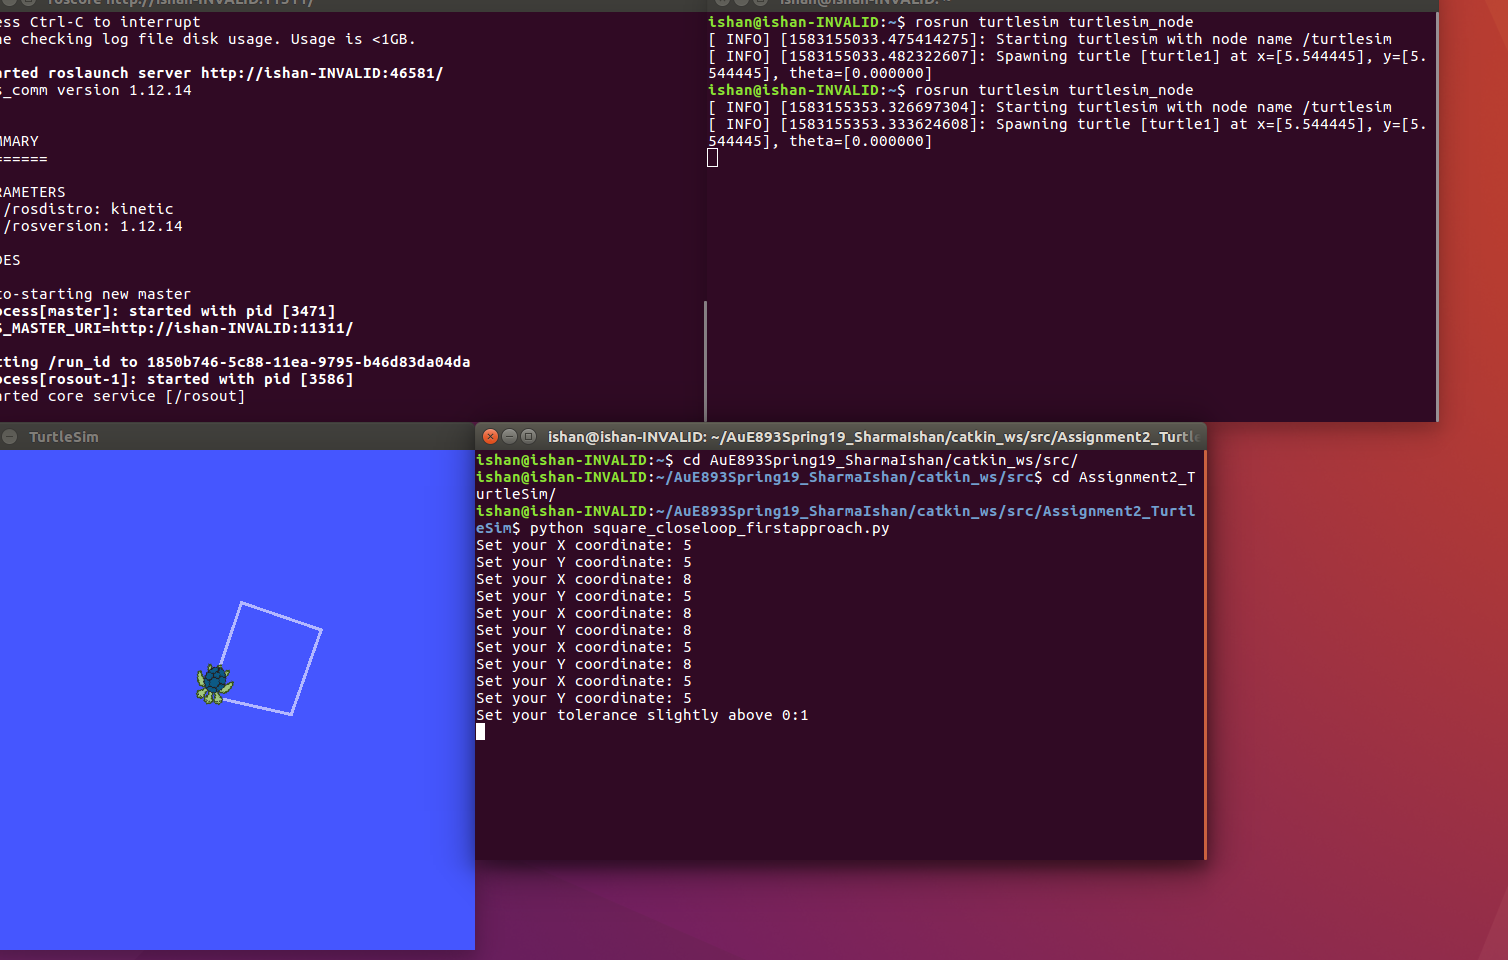 roscore http://ishan-INVALID:11311/
ess Ctrl-C to interrupt
ne checking log file disk usage. Usage is <1GB.
arted roslaunch server http://ishan-INVALID:46581/
s_comm version 1.12.14
MMARY
======
RAMETERS
/rosdistro: kinetic
/rosversion: 1.12.14
DES
to-starting new master
ocess[master]: started with pid [3471]
S_MASTER_URI=http://ishan-INVALID:11311/
tting /run_id to 1850b746-5c88-11ea-9795-b46d83da04da
ocess[rosout-1]: started with pid [3586]
arted core service [/rosout]
ishan@ishan-INVALID: ~
ishan@ishan-INVALID:~$ rosrun turtlesim turtlesim_node
[ INFO] [1583155033.475414275]: Starting turtlesim with node name /turtlesim
[ INFO] [1583155033.482322607]: Spawning turtle [turtle1] at x=[5.544445], y=[5.
544445], theta=[0.000000]
ishan@ishan-INVALID:~$ rosrun turtlesim turtlesim_node
[ INFO] [1583155353.326697304]: Starting turtlesim with node name /turtlesim
[ INFO] [1583155353.333624608]: Spawning turtle [turtle1] at x=[5.544445], y=[5.
544445], theta=[0.000000]
TurtleSim
ishan@ishan-INVALID: ~/AuE893Spring19_SharmaIshan/catkin_ws/src/Assignment2_Turtle
ishan@ishan-INVALID:~$ cd AuE893Spring19_SharmaIshan/catkin_ws/src/
ishan@ishan-INVALID:~/AuE893Spring19_SharmaIshan/catkin_ws/src$ cd Assignment2_T
urtleSim/
ishan@ishan-INVALID:~/AuE893Spring19_SharmaIshan/catkin_ws/src/Assignment2_Turtl
eSim$ python square_closeloop_firstapproach.py
Set your X coordinate: 5
Set your Y coordinate: 5
Set your X coordinate: 8
Set your Y coordinate: 5
Set your X coordinate: 8
Set your Y coordinate: 8
Set your X coordinate: 5
Set your Y coordinate: 8
Set your X coordinate: 5
Set your Y coordinate: 5
Set your tolerance slightly above 0:1